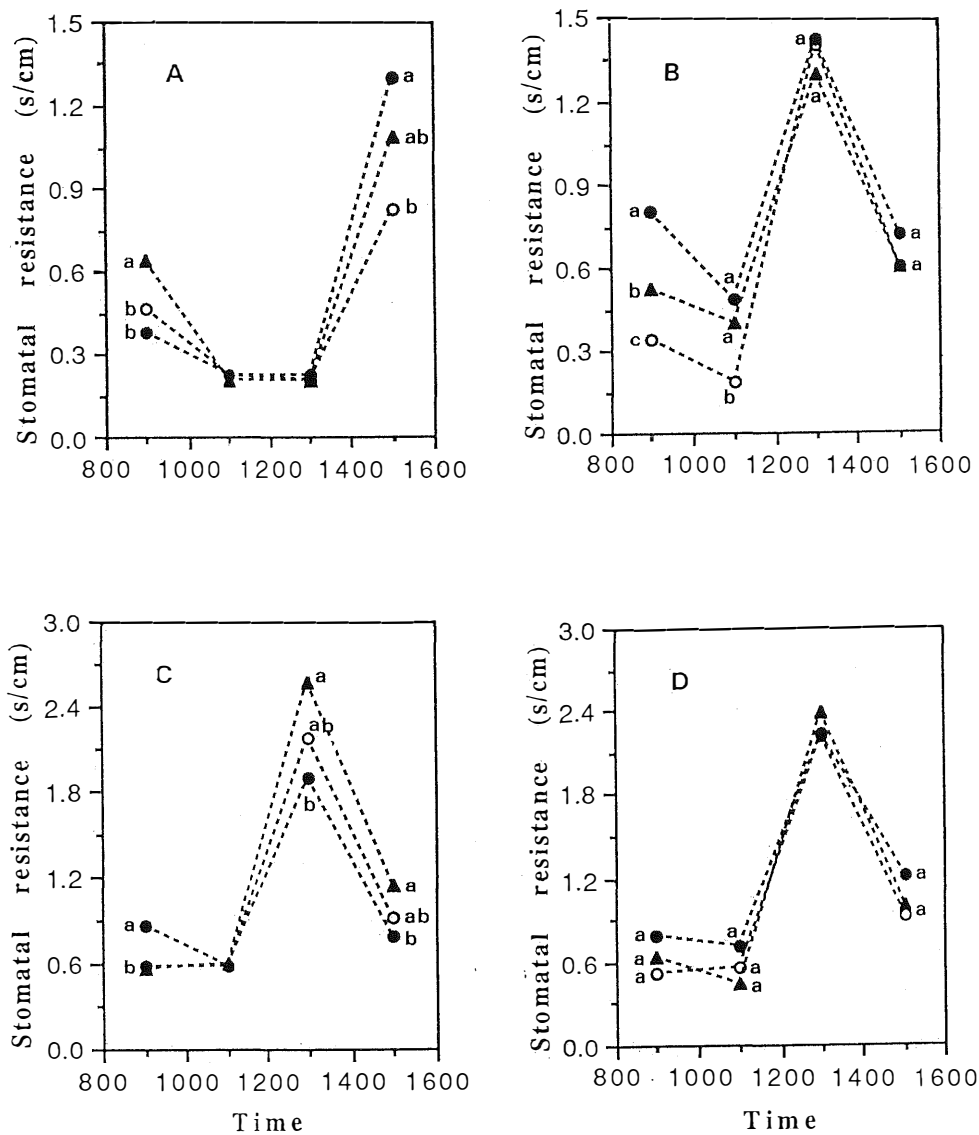 Stomatal resistance (s/cm)
1.5
1.2
0.9
0.6
0.3
0.0
A
a
b
b
a
ab
b
800 1000 1200 1400 1600
Stomatal resistance (s/cm)
1.5
1.2
0.9
0.6
0.3
0.0
B
a
b
c
a
a
b
a
a
a
a
800 1000 1200 1400 1600
Stomatal resistance (s/cm)
3.0
2.4
1.8
1.2
0.6
0.0
C
a
b
a
ab
b
a
ab
b
800 1000 1200 1400 1600
Time
Stomatal resistance (s/cm)
3.0
2.4
1.8
1.2
0.6
0.0
D
a
a
a
a
a
a
a
a
800 1000 1200 1400 1600
Time